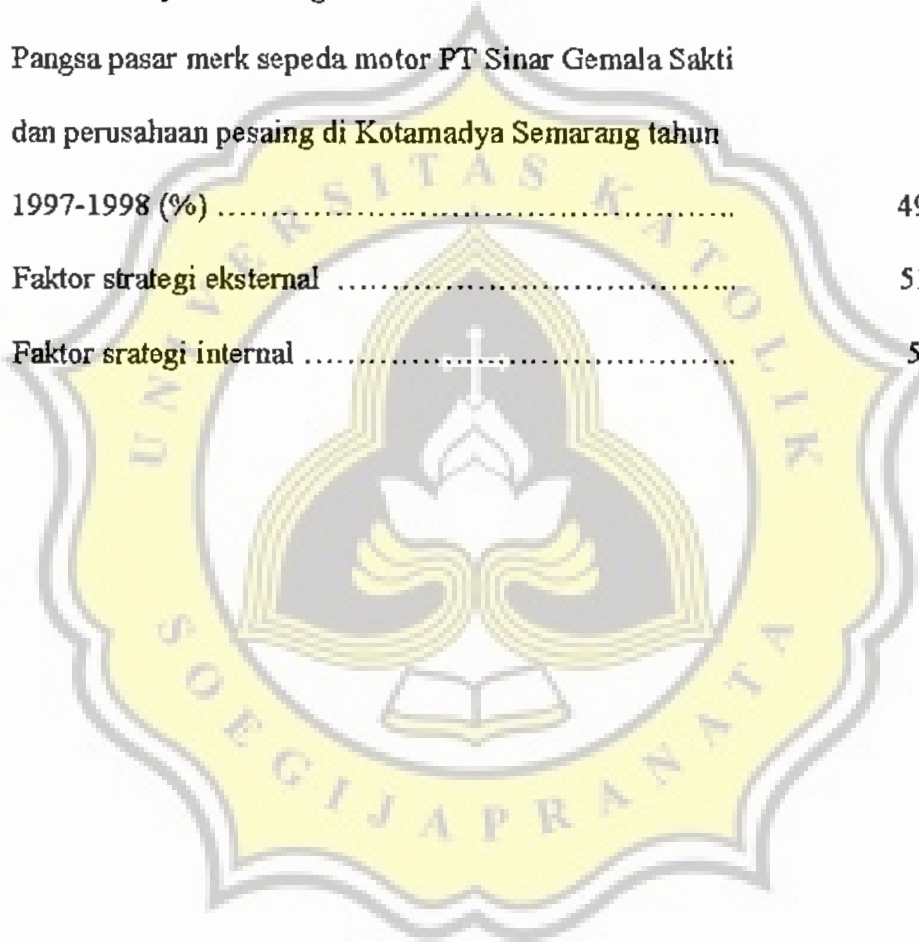 Pangsa pasar merk sepeda motor PT Sinar Gemala Sakti
dan perusahaan pesaing di Kotamadya Semarang tahun
1997-1998 (%) ................................................ 49
Faktor strategi eksternal ..................................... 51
Faktor srategi internal ........................................ 5
UNIVERSITAS KATOLIK
SOEGIJAPRANATA